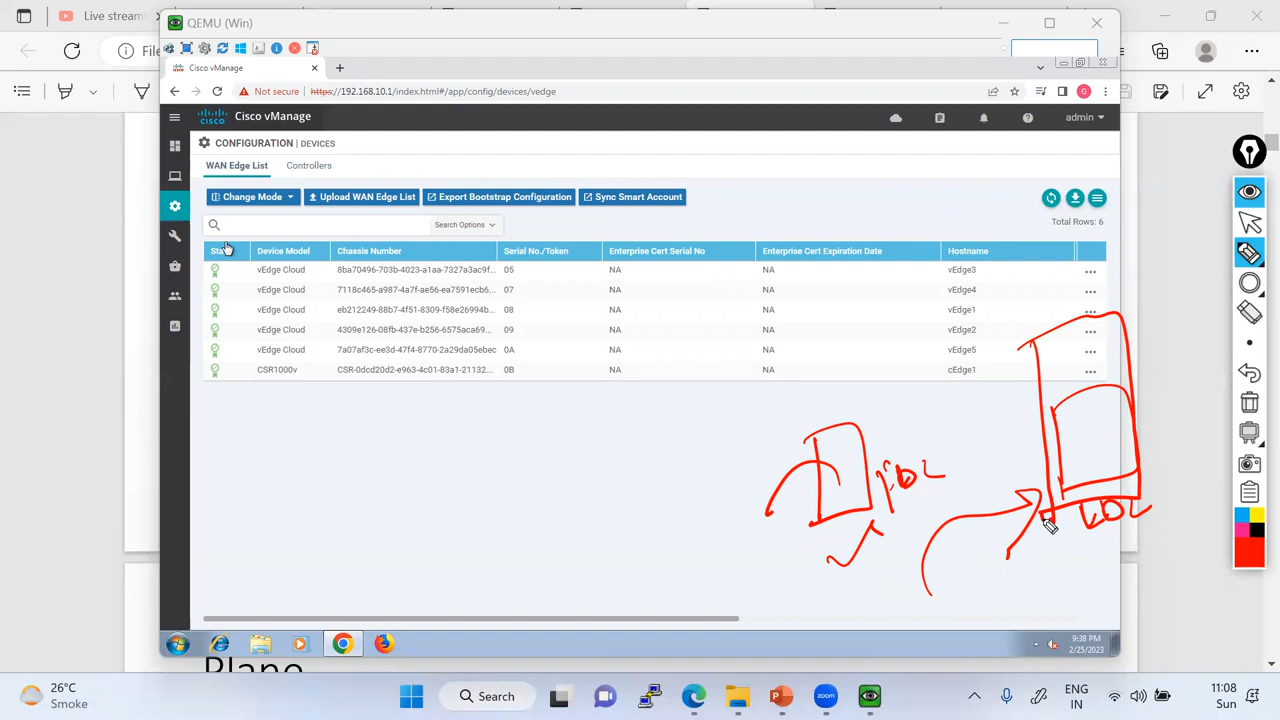 Live stream
QEMU (Win)
File
Cisco vManage
Not secure https://192.168.10.1/index.html#/app/config/devices/vedge
G
CISCO Cisco vManage
admin
CONFIGURATION | DEVICES
WAN Edge List Controllers
Change Mode Upload WAN Edge List Export Bootstrap Configuration Sync Smart Account
Search Options
Total Rows: 6
Device Model Chassis Number Serial No./Token Enterprise Cert Serial No Enterprise Cert Expiration Date Hostname
vEdge Cloud 8ba70496-703b-4023-a1aa-7327a3ac9f... 05 NA NA vEdge3 ...
vEdge Cloud 7118c465-a987-4a7f-ae56-ea7591ecb6... 07 NA NA vEdge4 ...
vEdge Cloud eb212249-88b7-4f51-8309-f58e26994b... 08 NA NA vEdge1 ...
vEdge Cloud 4309e126-08fb-437e-b256-6575aca69... 09 NA NA vEdge2 ...
vEdge Cloud 7a07af3c-ee3d-47f4-8770-2a29da05ebec 0A NA NA vEdge5 ...
CSR1000v CSR-0dcd20d2-e963-4c01-83a1-21132... 0B NA NA cEdge1 ...
9:38 PM
2/25/2023
Plane
26°C
Smoke
Search
zoom
ENG
IN
11:08
Sun